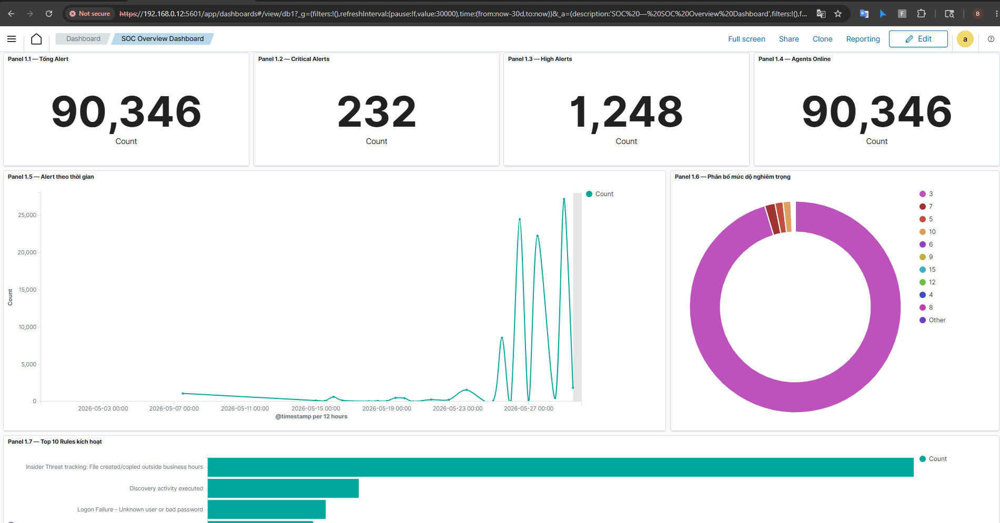 Not secure
https://192.168.0.12:5601/app/dashboards#/view/db1?_g=(filters:!(),refreshInterval:(pause:!f,value:30000),time:(from:now-30d,to:now))&_a=(description:'SOC%20—%20SOC%20Overview%20Dashboard',filters:!(),f...
F
B
Dashboard
SOC Overview Dashboard
Full screen
Share
Clone
Reporting
Edit
a
Panel 1.1 — Tổng Alert
90,346
Count
Panel 1.2 — Critical Alerts
232
Count
Panel 1.3 — High Alerts
1,248
Count
Panel 1.4 — Agents Online
90,346
Count
Panel 1.5 — Alert theo thời gian
Count
25,000
20,000
15,000
10,000
5,000
0
Count
2026-05-03 00:00
2026-05-07 00:00
2026-05-11 00:00
2026-05-15 00:00
2026-05-19 00:00
2026-05-23 00:00
2026-05-27 00:00
@timestamp per 12 hours
Panel 1.6 — Phân bố mức độ nghiêm trọng
3
7
5
10
6
9
15
12
4
8
Other
Panel 1.7 — Top 10 Rules kích hoạt
Insider Threat tracking: File created/copied outside business hours
Discovery activity executed
Logon Failure - Unknown user or bad password
Count